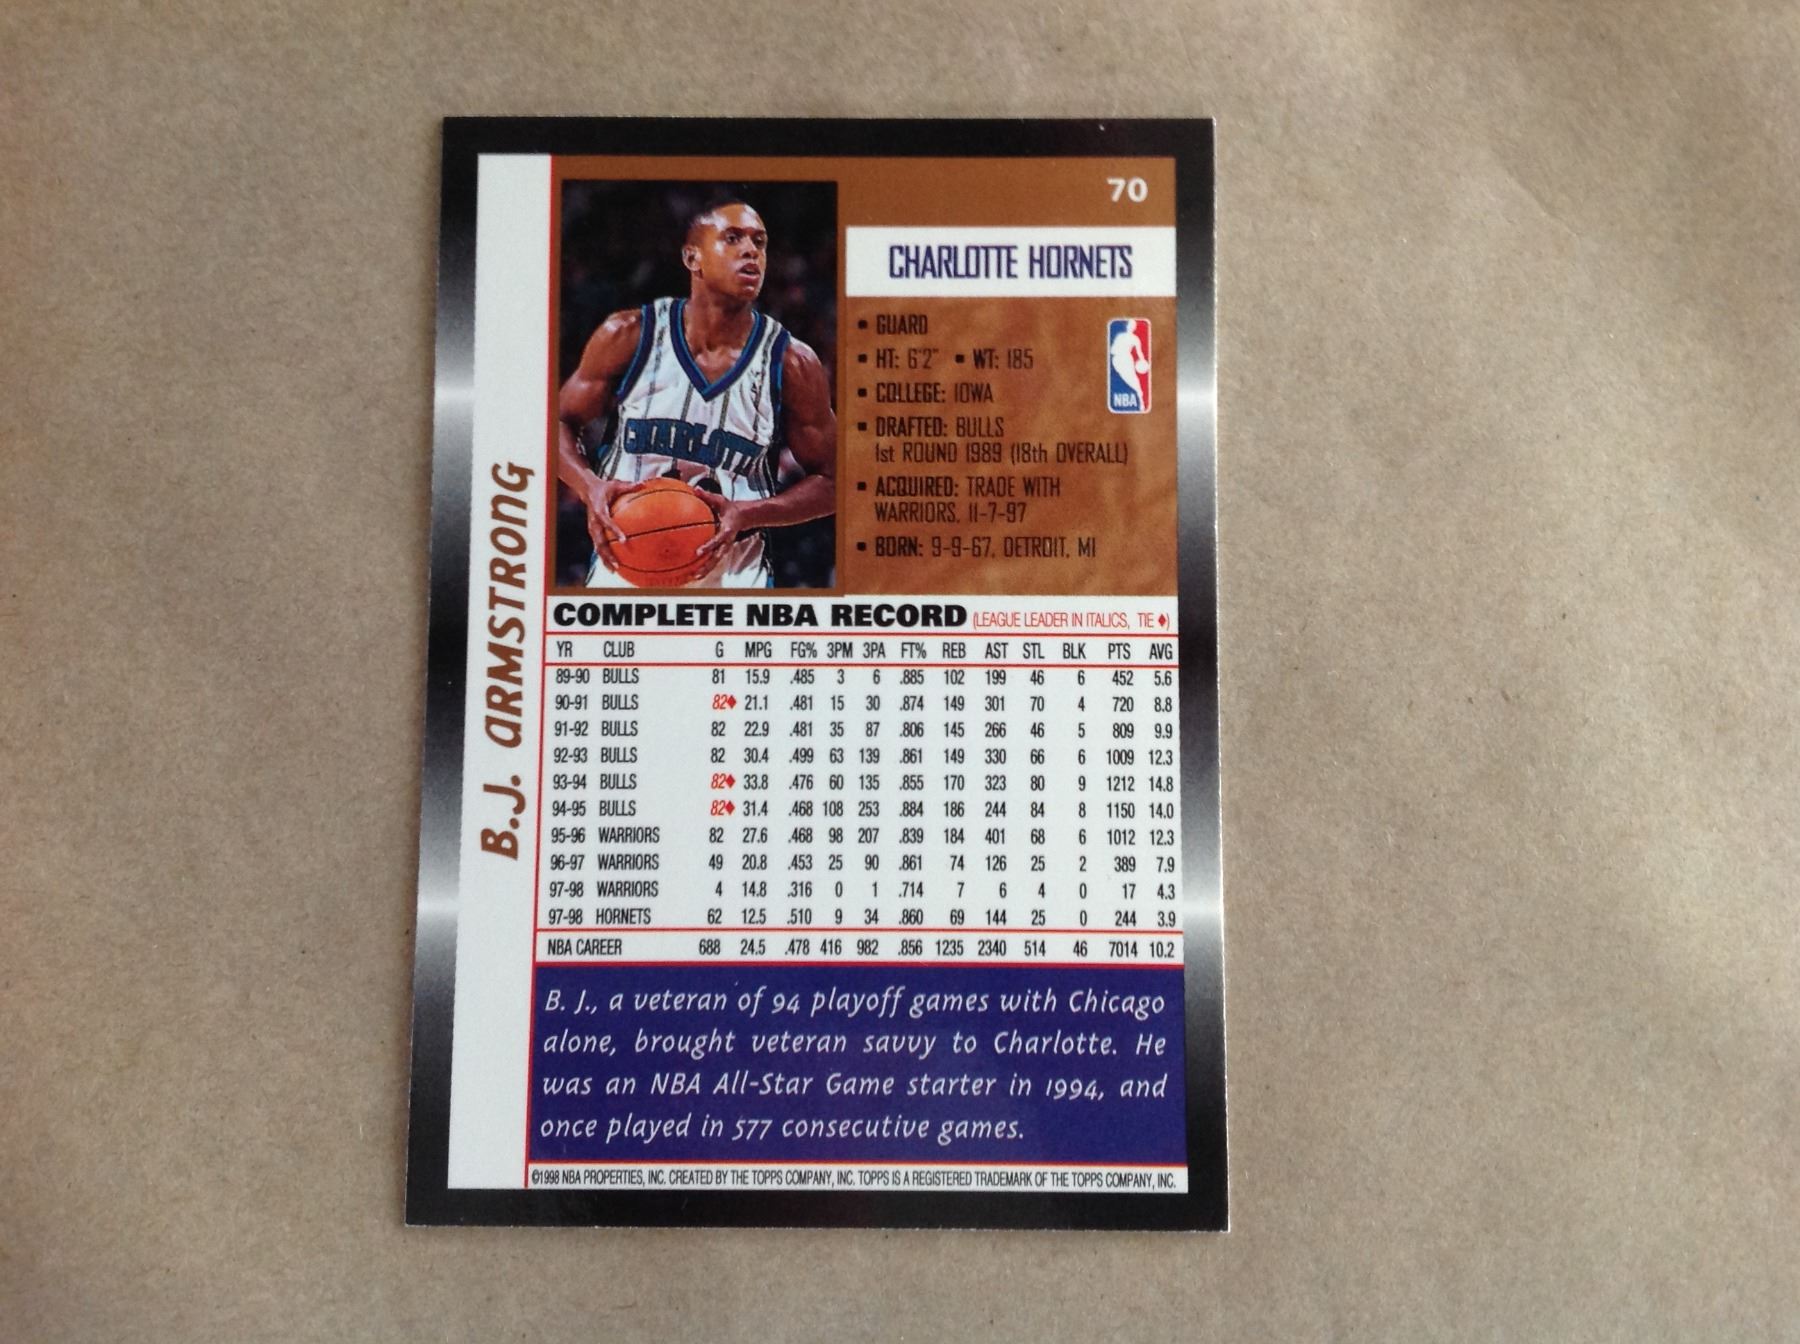 70
CHARLOTTE HORNETS
▪ GUARD
▪ HT: 6'2" ▪ WT: 185
▪ COLLEGE: IOWA
▪ DRAFTED: BULLS
1st ROUND 1989 (18th OVERALL)
▪ ACQUIRED: TRADE WITH
WARRIORS, 11-7-97
▪ BORN: 9-9-67, DETROIT, MI
NBA
CHARLOTTE
B.J. ARMSTRONG
COMPLETE NBA RECORD (LEAGUE LEADER IN ITALICS, TIE ♦)
YR CLUB G MPG FG% 3PM 3PA FT% REB AST STL BLK PTS AVG
89-90 BULLS 81 15.9 .485 3 6 .885 102 199 46 6 452 5.6
90-91 BULLS 82♦ 21.1 .481 15 30 .874 149 301 70 4 720 8.8
91-92 BULLS 82 22.9 .481 35 87 .806 145 266 46 5 809 9.9
92-93 BULLS 82 30.4 .499 63 139 .861 149 330 66 6 1009 12.3
93-94 BULLS 82♦ 33.8 .476 60 135 .855 170 323 80 9 1212 14.8
94-95 BULLS 82♦ 31.4 .468 108 253 .884 186 244 84 8 1150 14.0
95-96 WARRIORS 82 27.6 .468 98 207 .839 184 401 68 6 1012 12.3
96-97 WARRIORS 49 20.8 .453 25 90 .861 74 126 25 2 389 7.9
97-98 WARRIORS 4 14.8 .316 0 1 .714 7 6 4 0 17 4.3
97-98 HORNETS 62 12.5 .510 9 34 .860 69 144 25 0 244 3.9
NBA CAREER 688 24.5 .478 416 982 .856 1235 2340 514 46 7014 10.2
B. J., a veteran of 94 playoff games with Chicago
alone, brought veteran savvy to Charlotte. He
was an NBA All-Star Game starter in 1994, and
once played in 577 consecutive games.
©1998 NBA PROPERTIES, INC. CREATED BY THE TOPPS COMPANY, INC. TOPPS IS A REGISTERED TRADEMARK OF THE TOPPS COMPANY, INC.